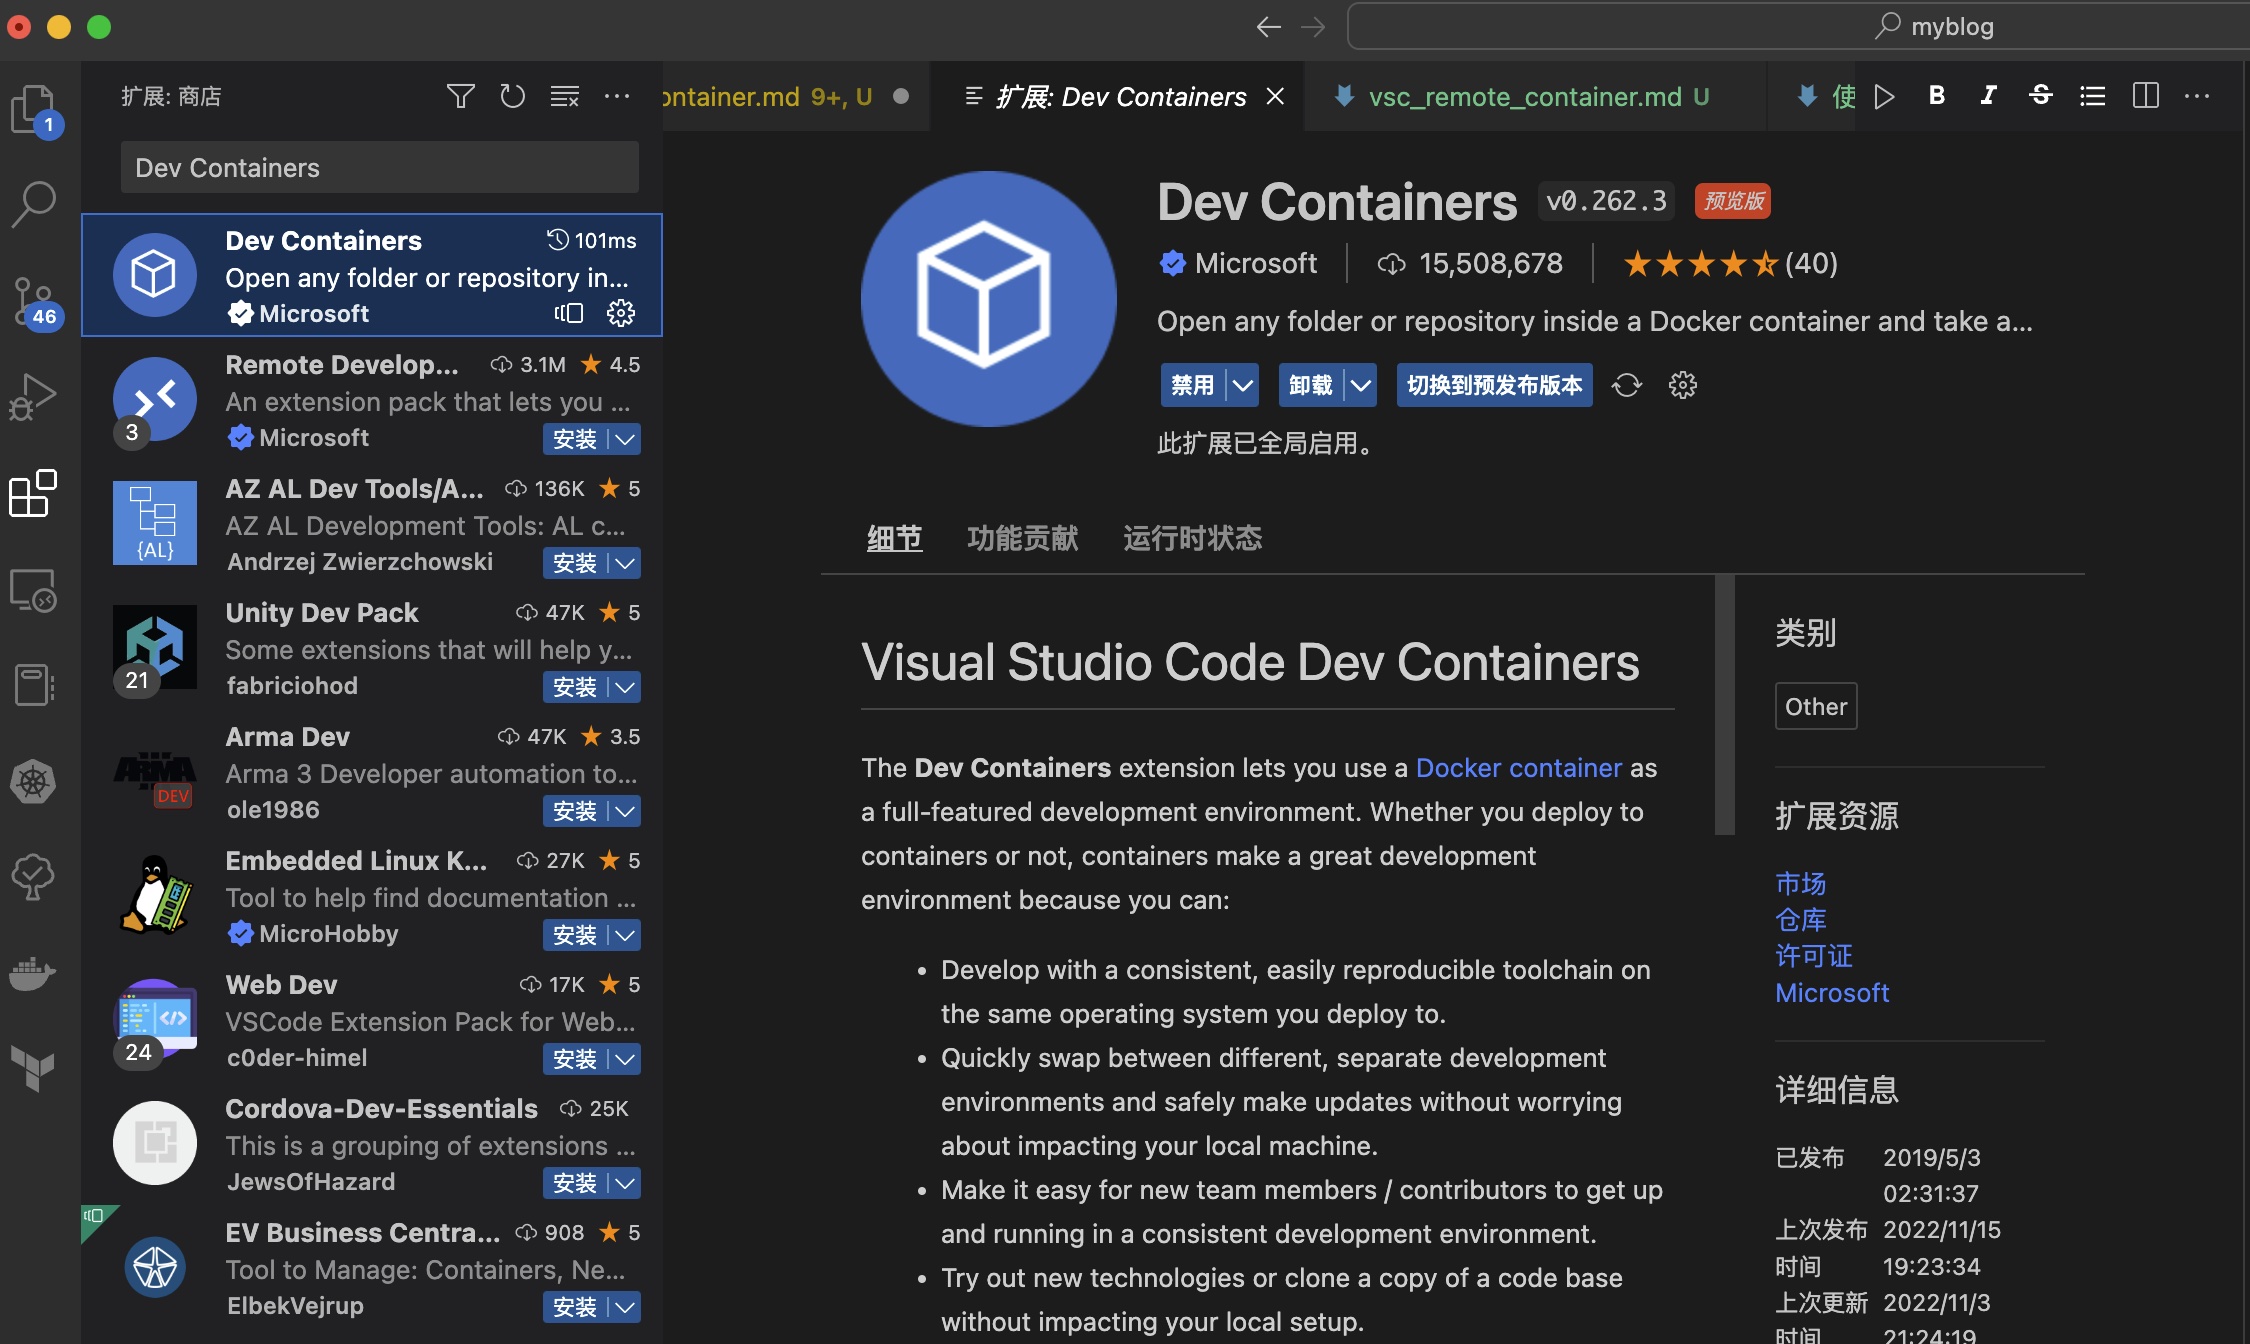 myblog
1
46
扩展: 商店
Dev Containers
Dev Containers 101ms
Open any folder or repository in...
Microsoft
Remote Develop... 3.1M 4.5
An extension pack that lets you ...
3
Microsoft 安装
AZ AL Dev Tools/A... 136K 5
AZ AL Development Tools: AL c...
{AL}
Andrzej Zwierzchowski 安装
Unity Dev Pack 47K 5
Some extensions that will help y...
21
fabriciohod 安装
Arma Dev 47K 3.5
Arma 3 Developer automation to...
ARMA
DEV
ole1986 安装
Embedded Linux K... 27K 5
Tool to help find documentation ...
MicroHobby 安装
Web Dev 17K 5
VSCode Extension Pack for Web...
24
c0der-himel 安装
Cordova-Dev-Essentials 25K
This is a grouping of extensions ...
JewsOfHazard 安装
EV Business Centra... 908 5
Tool to Manage: Containers, Ne...
ElbekVejrup 安装
ontainer.md 9+, U
扩展: Dev Containers
vsc_remote_container.md U
使
B I S
Dev Containers v0.262.3 预览版
Microsoft 15,508,678 (40)
Open any folder or repository inside a Docker container and take a...
禁用 卸载 切换到预发布版本
此扩展已全局启用。
细节 功能贡献 运行时状态
Visual Studio Code Dev Containers
The Dev Containers extension lets you use a Docker container as
a full-featured development environment. Whether you deploy to
containers or not, containers make a great development
environment because you can:
• Develop with a consistent, easily reproducible toolchain on
the same operating system you deploy to.
• Quickly swap between different, separate development
environments and safely make updates without worrying
about impacting your local machine.
• Make it easy for new team members / contributors to get up
and running in a consistent development environment.
• Try out new technologies or clone a copy of a code base
without impacting your local setup.
类别
Other
扩展资源
市场
仓库
许可证
Microsoft
详细信息
已发布 2019/5/3
02:31:37
上次发布 2022/11/15
时间 19:23:34
上次更新 2022/11/3
时间 21:24:19